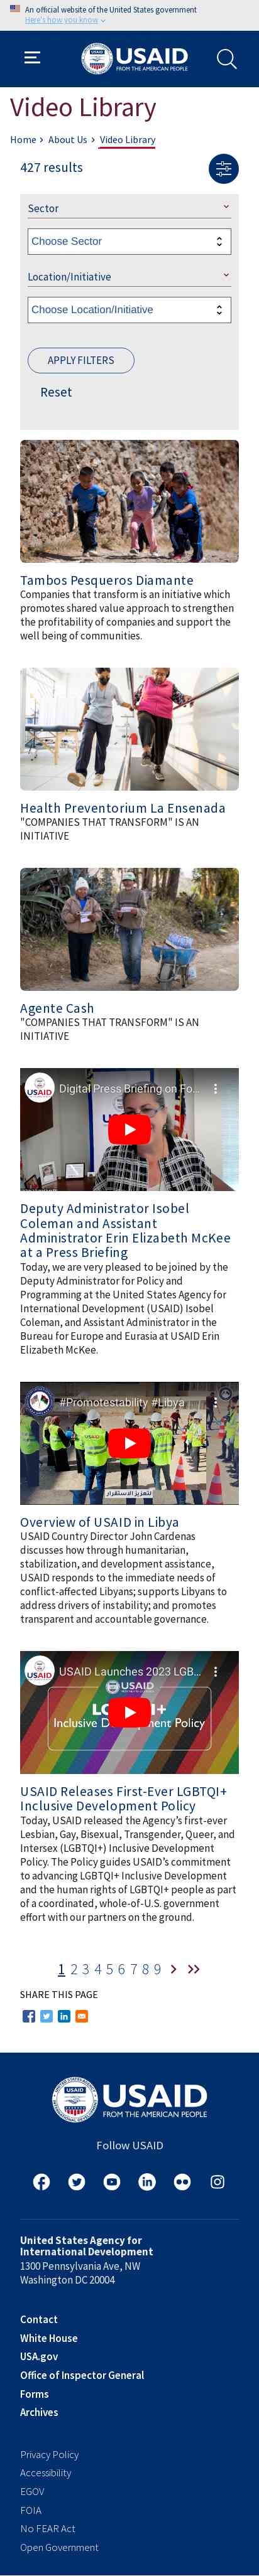 An official website of the United States government
Here's how you know
USAID
FROM THE AMERICAN PEOPLE
Video Library
Home > About Us > Video Library
427 results
Sector
Choose Sector
Location/Initiative
Choose Location/Initiative
APPLY FILTERS
Reset
Tambos Pesqueros Diamante
Companies that transform is an initiative which
promotes shared value approach to strengthen
the profitability of companies and support the
well being of communities.
Health Preventorium La Ensenada
"COMPANIES THAT TRANSFORM" IS AN
INITIATIVE
Agente Cash
"COMPANIES THAT TRANSFORM" IS AN
INITIATIVE
Digital Press Briefing on Fo...
Deputy Administrator Isobel
Coleman and Assistant
Administrator Erin Elizabeth McKee
at a Press Briefing
Today, we are very pleased to be joined by the
Deputy Administrator for Policy and
Programming at the United States Agency for
International Development (USAID) Isobel
Coleman, and Assistant Administrator in the
Bureau for Europe and Eurasia at USAID Erin
Elizabeth McKee.
#Promotestability #Libya
لتعزيز الاستقرار
Overview of USAID in Libya
USAID Country Director John Cardenas
discusses how through humanitarian,
stabilization, and development assistance,
USAID responds to the immediate needs of
conflict-affected Libyans; supports Libyans to
address drivers of instability; and promotes
transparent and accountable governance.
USAID Launches 2023 LGB...
USAID
Inclusive Development Policy
USAID Releases First-Ever LGBTQI+
Inclusive Development Policy
Today, USAID released the Agency's first-ever
Lesbian, Gay, Bisexual, Transgender, Queer, and
Intersex (LGBTQI+) Inclusive Development
Policy. The Policy guides USAID's commitment
to advancing LGBTQI+ Inclusive Development
and the human rights of LGBTQI+ people as part
of a coordinated, whole-of-U.S. government
effort with our partners on the ground.
1 2 3 4 5 6 7 8 9 > >>
SHARE THIS PAGE
USAID
FROM THE AMERICAN PEOPLE
Follow USAID
United States Agency for
International Development
1300 Pennsylvania Ave, NW
Washington DC 20004
Contact
White House
USA.gov
Office of Inspector General
Forms
Archives
Privacy Policy
Accessibility
EGOV
FOIA
No FEAR Act
Open Government